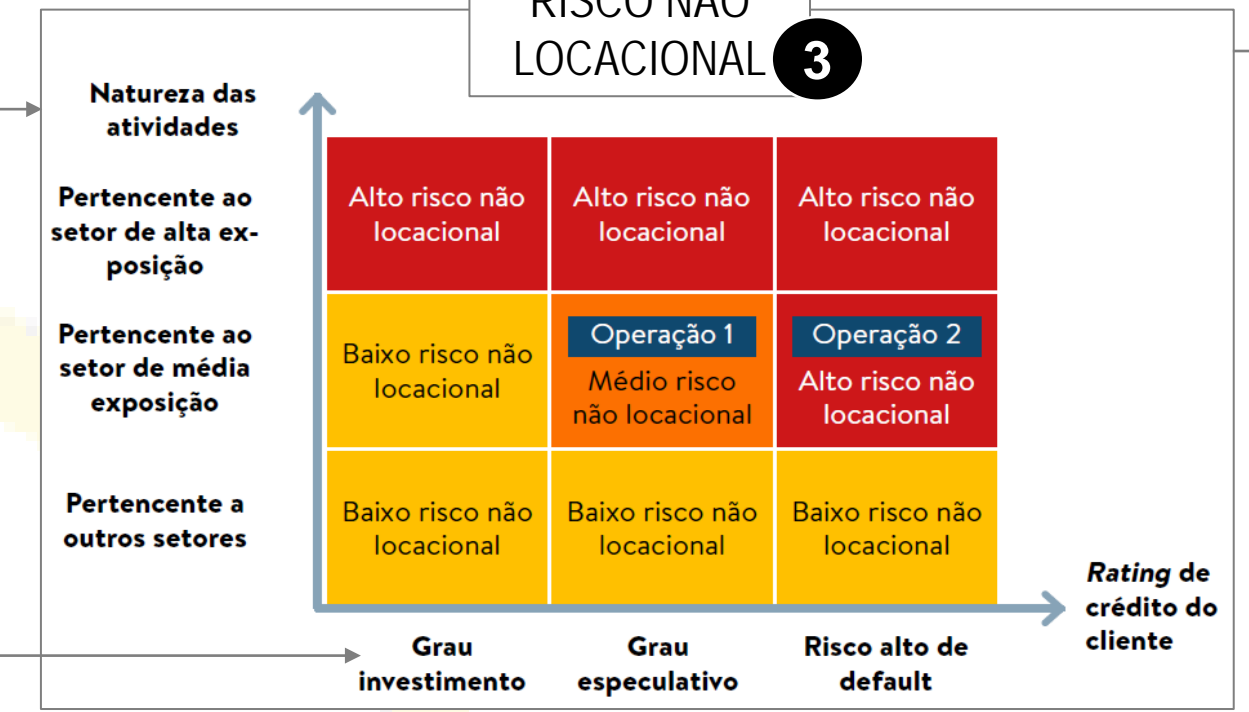 RISCO NÃO
LOCACIONAL
3
Natureza das
atividades
Pertencente ao
setor de alta ex-
posição
Alto risco não
locacional
Alto risco não
locacional
Alto risco não
locacional
Pertencente ao
setor de média
exposição
Baixo risco não
locacional
Operação 1
Médio risco
não locacional
Operação 2
Alto risco não
locacional
Pertencente a
outros setores
Baixo risco não
locacional
Baixo risco não
locacional
Baixo risco não
locacional
Rating de
crédito do
cliente
Grau
investimento
Grau
especulativo
Risco alto de
default